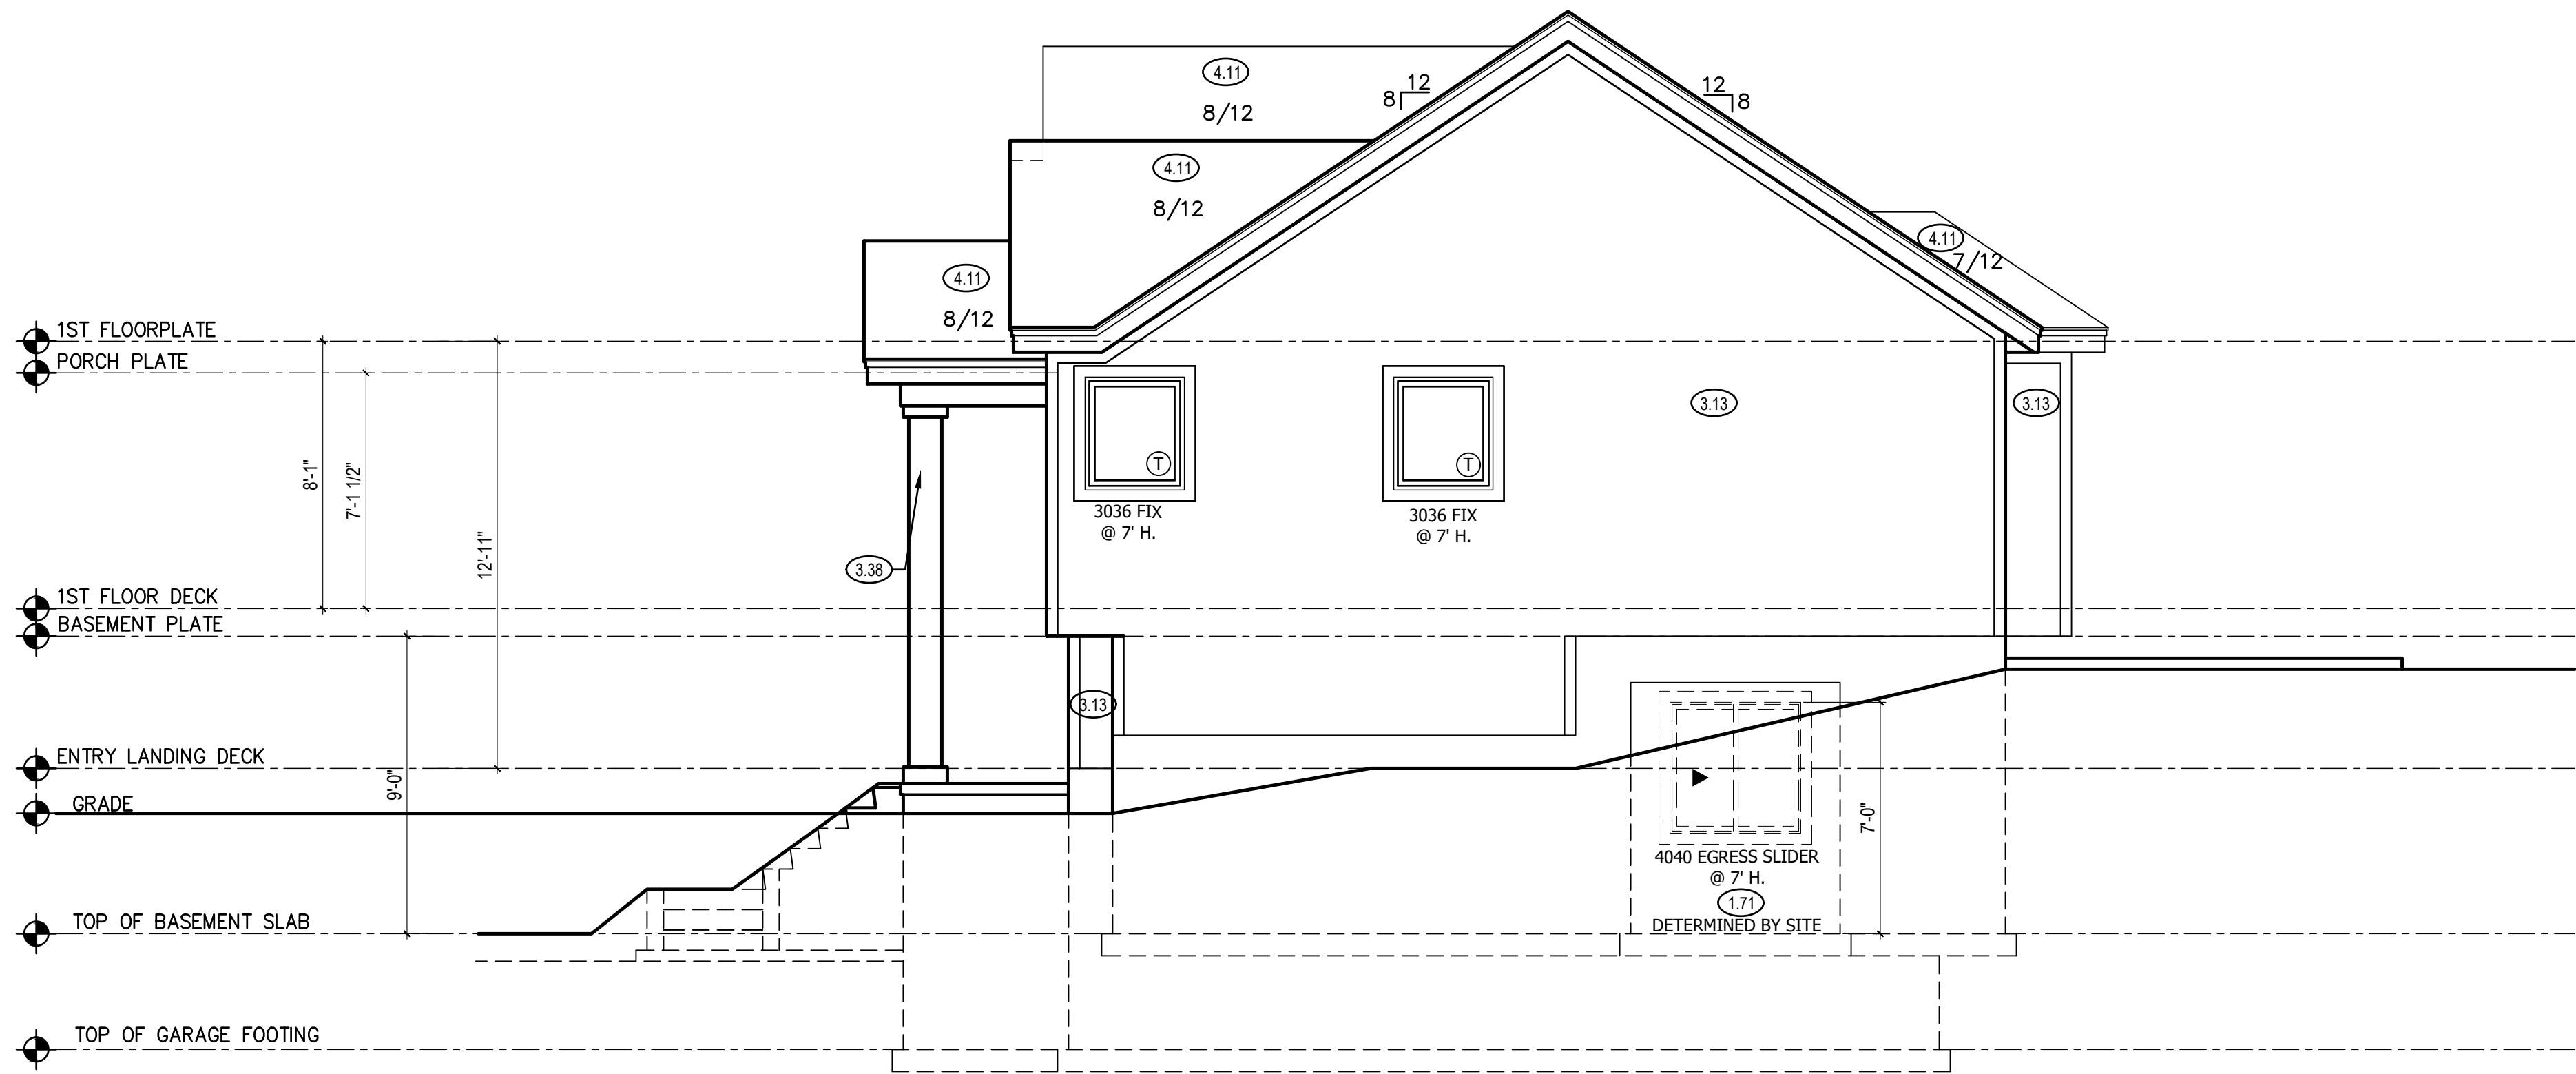 4.11
8/12
12
8
12
8
4.11
8/12
4.11
7/12
4.11
8/12
1ST FLOORPLATE
PORCH PLATE
8'-1"
7'-1 1/2"
12'-11"
3.13
3.13
T
T
3036 FIX
@ 7' H.
3036 FIX
@ 7' H.
3.38
1ST FLOOR DECK
BASEMENT PLATE
3.13
ENTRY LANDING DECK
9'-0"
GRADE
7'-0"
4040 EGRESS SLIDER
@ 7' H.
1.71
DETERMINED BY SITE
TOP OF BASEMENT SLAB
TOP OF GARAGE FOOTING